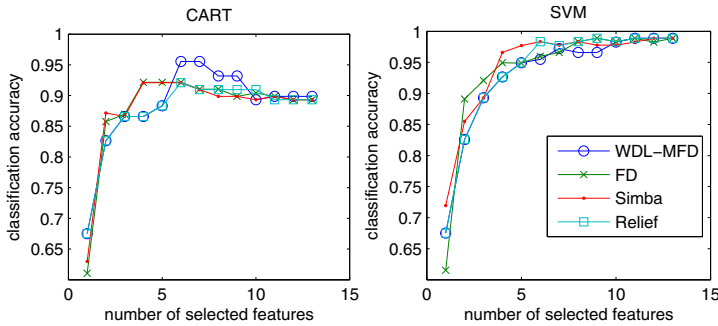 CART
classification accuracy
1
0.95
0.9
0.85
0.8
0.75
0.7
0.65
0
5
10
15
number of selected features
SVM
classification accuracy
1
0.95
0.9
0.85
0.8
0.75
0.7
0.65
0
5
10
15
number of selected features
WDL-MFD
FD
Simba
Relief